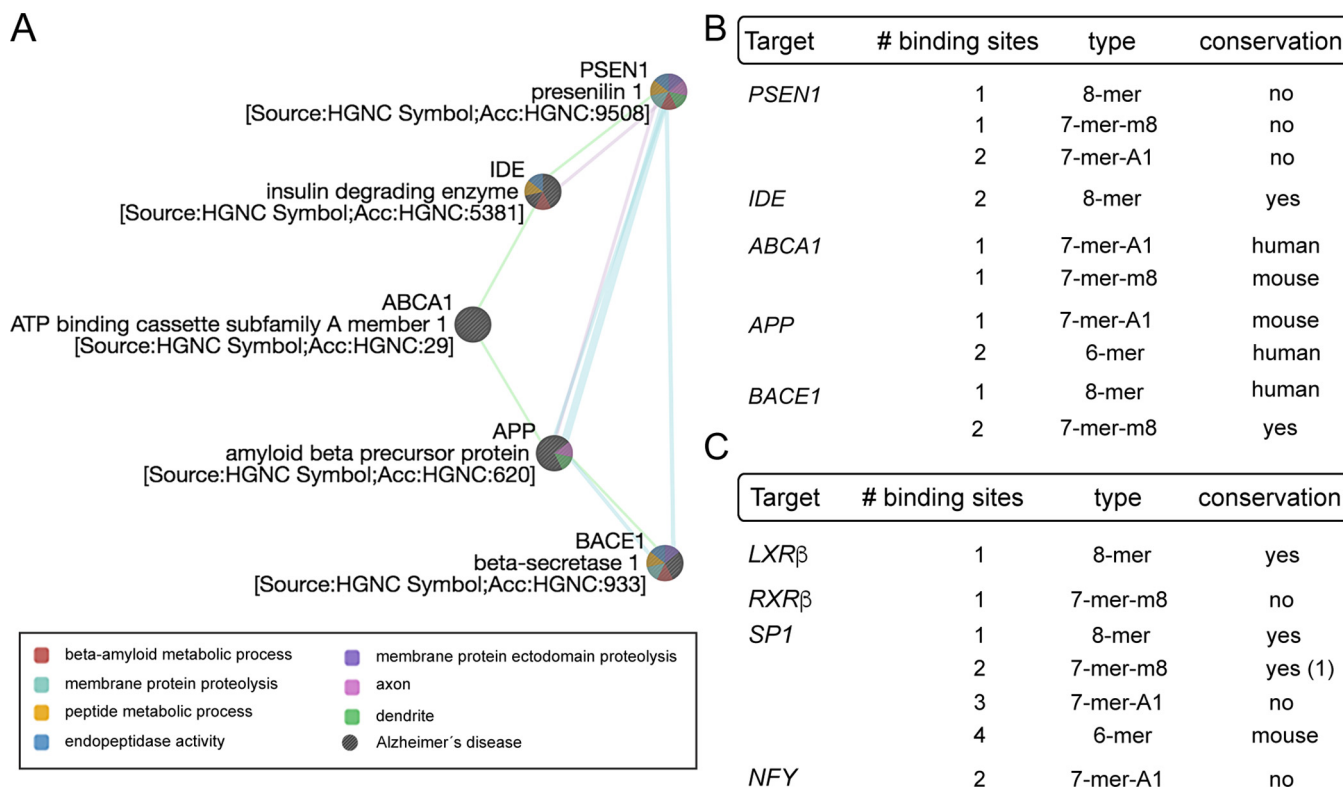 A
PSEN1
presenilin 1
[Source:HGNC Symbol;Acc:HGNC:9508]
IDE
insulin degrading enzyme
[Source:HGNC Symbol;Acc:HGNC:5381]
ABCA1
ATP binding cassette subfamily A member 1
[Source:HGNC Symbol;Acc:HGNC:29]
APP
amyloid beta precursor protein
[Source:HGNC Symbol;Acc:HGNC:620]
BACE1
beta-secretase 1
[Source:HGNC Symbol;Acc:HGNC:933]
beta-amyloid metabolic process
membrane protein proteolysis
peptide metabolic process
endopeptidase activity
membrane protein ectodomain proteolysis
axon
dendrite
Alzheimer´s disease
B
Target # binding sites type conservation
PSEN1 1 8-mer no
1 7-mer-m8 no
2 7-mer-A1 no
IDE 2 8-mer yes
ABCA1 1 7-mer-A1 human
1 7-mer-m8 mouse
APP 1 7-mer-A1 mouse
2 6-mer human
BACE1 1 8-mer human
2 7-mer-m8 yes
C
Target # binding sites type conservation
LXRβ 1 8-mer yes
RXRβ 1 7-mer-m8 no
SP1 1 8-mer yes
2 7-mer-m8 yes (1)
3 7-mer-A1 no
4 6-mer mouse
NFY 2 7-mer-A1 no